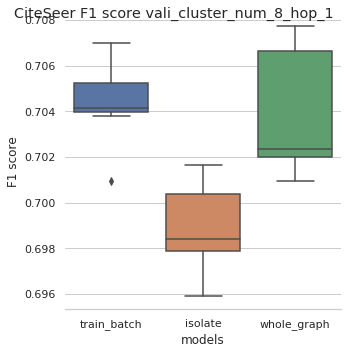 CiteSeer F1 score vali_cluster_num_8_hop_1
0.708
0.706
0.704
0.702
0.700
0.698
0.696
F1 score
train_batch isolate whole_graph
models